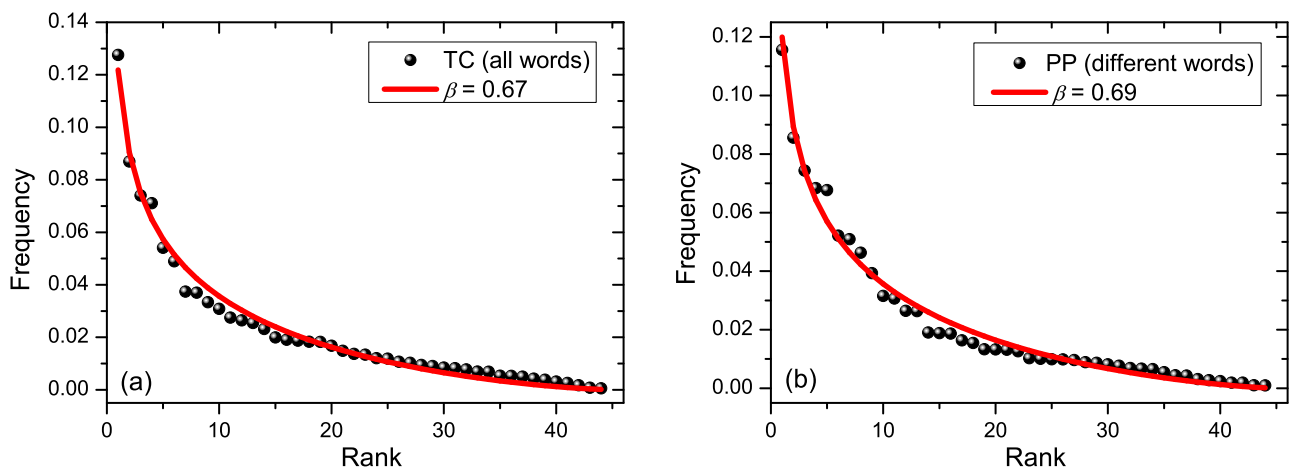 0.14
0.12
0.10
0.08
0.06
0.04
0.02
0.00
Frequency
TC (all words)
β = 0.67
(a)
0 10 20 30 40
Rank
0.12
0.10
0.08
0.06
0.04
0.02
0.00
Frequency
PP (different words)
β = 0.69
(b)
0 10 20 30 40
Rank